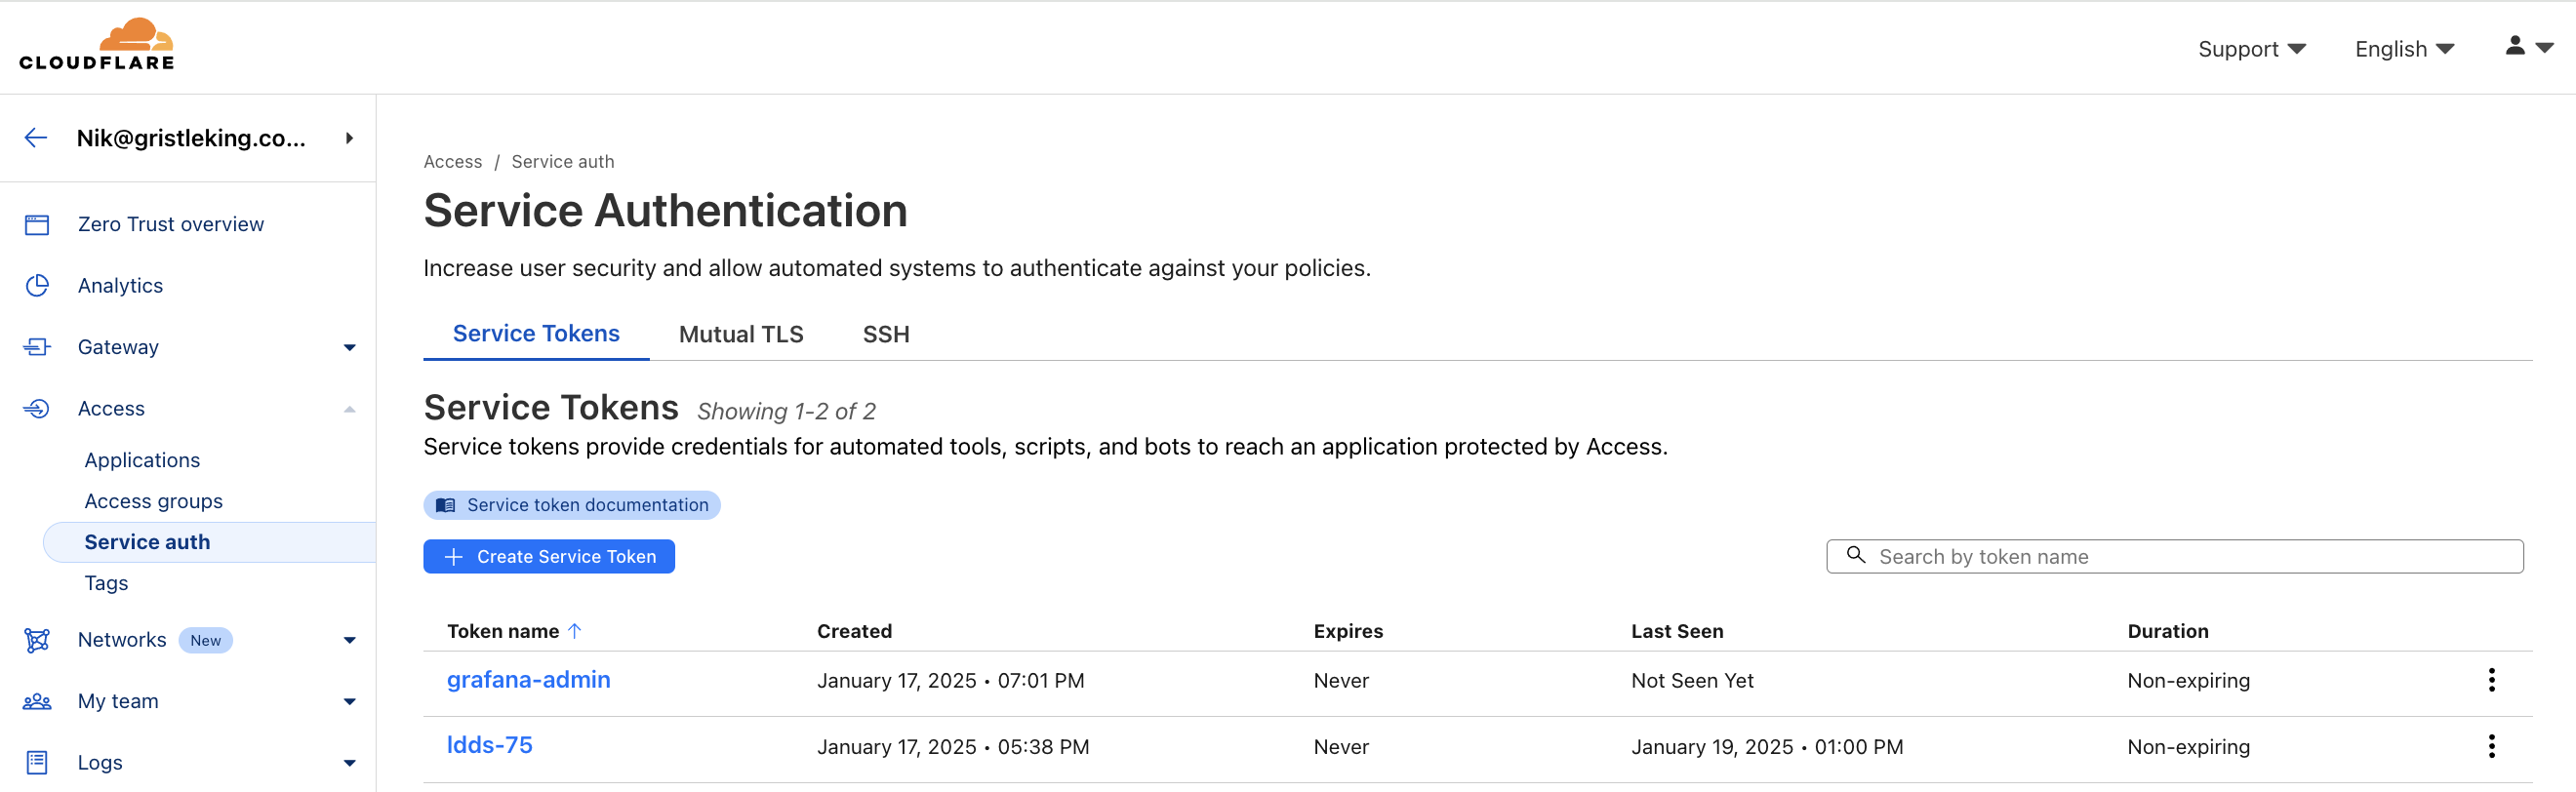 CLOUDFLARE
Support
English
Nik@gristleking.co...
Zero Trust overview
Analytics
Gateway
Access
Applications
Access groups
Service auth
Tags
Networks New
My team
Logs
Access / Service auth
Service Authentication
Increase user security and allow automated systems to authenticate against your policies.
Service Tokens Mutual TLS SSH
Service Tokens Showing 1-2 of 2
Service tokens provide credentials for automated tools, scripts, and bots to reach an application protected by Access.
Service token documentation
Create Service Token
Search by token name
Token name ↑ Created Expires Last Seen Duration
grafana-admin January 17, 2025 • 07:01 PM Never Not Seen Yet Non-expiring
ldds-75 January 17, 2025 • 05:38 PM Never January 19, 2025 • 01:00 PM Non-expiring